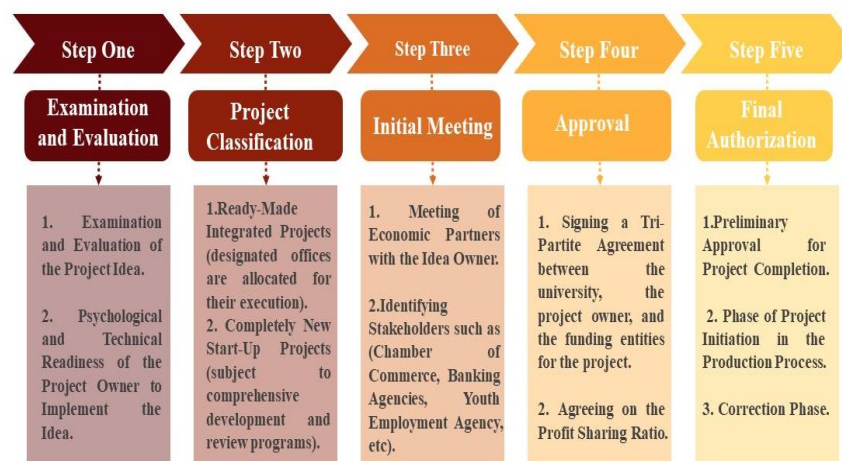 Step One
Step Two
Step Three
Step Four
Step Five
Examination
and Evaluation
Project
Classification
Initial Meeting
Approval
Final
Authorization
1. Examination
and Evaluation of
the Project Idea.
2. Psychological
and Technical
Readiness of the
Project Owner to
Implement the
Idea.
1.Ready-Made
Integrated Projects
(designated offices
are allocated for
their execution).
2. Completely New
Start-Up Projects
(subject to
comprehensive
development and
review programs).
1. Meeting of
Economic Partners
with the Idea Owner.
2.Identifying
Stakeholders such as
(Chamber of
Commerce, Banking
Agencies, Youth
Employment Agency,
etc).
1. Signing a Tri-
Partite Agreement
between the
university, the
project owner, and
the funding entities
for the project.
2. Agreeing on the
Profit Sharing Ratio.
1.Preliminary
Approval for
Project Completion.
2. Phase of Project
Initiation in the
Production Process.
3. Correction Phase.